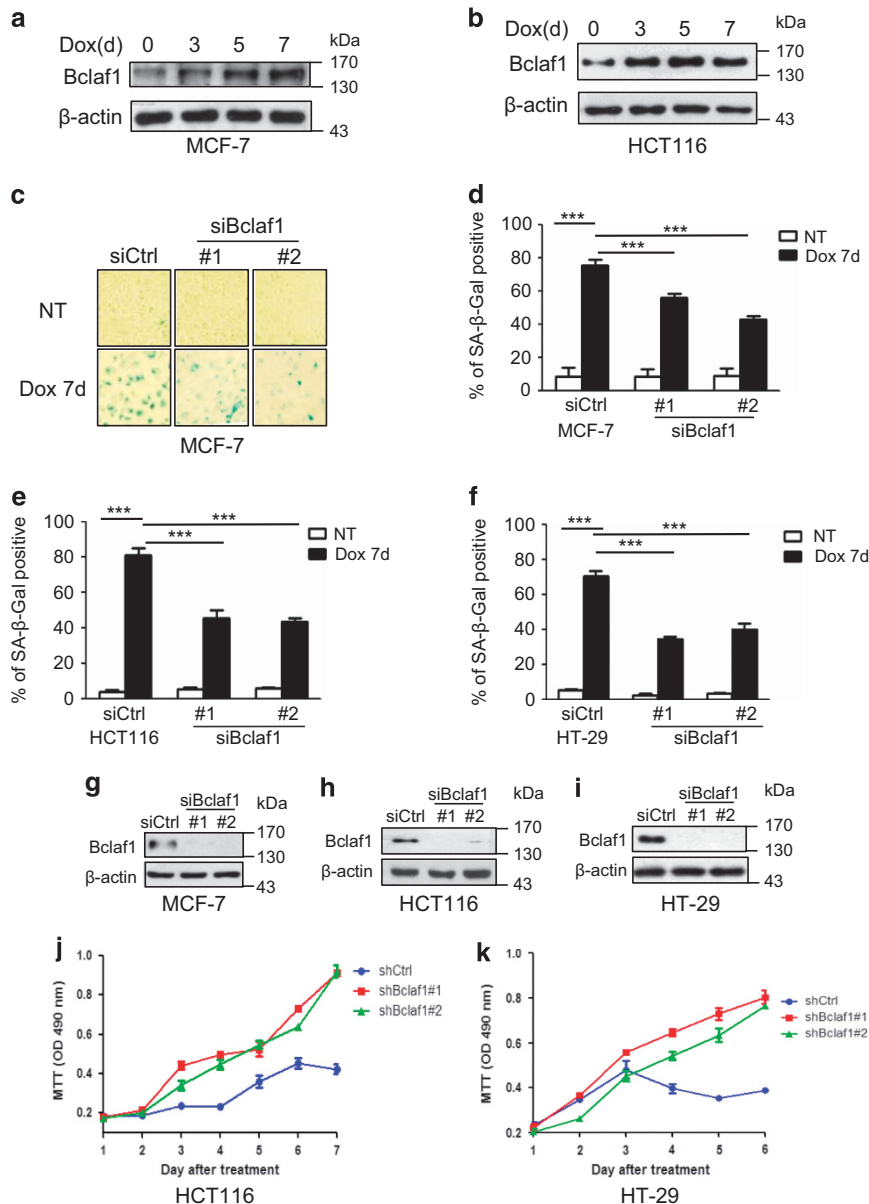 a
Dox(d) 0 3 5 7 kDa
Bclaf1
170
130
β-actin
43
MCF-7
b
Dox(d) 0 3 5 7 kDa
Bclaf1
170
130
β-actin
43
HCT116
c
siBclaf1
siCtrl #1 #2
NT
Dox 7d
MCF-7
d
% of SA-β-Gal positive
100
80
60
40
20
0
***
***
***
NT
Dox 7d
siCtrl #1 #2
MCF-7 siBclaf1
e
% of SA-β-Gal positive
100
80
60
40
20
0
***
***
***
NT
Dox 7d
siCtrl #1 #2
HCT116 siBclaf1
f
% of SA-β-Gal positive
100
80
60
40
20
0
***
***
***
NT
Dox 7d
siCtrl #1 #2
HT-29 siBclaf1
g
siBclaf1 kDa
siCtrl #1 #2
Bclaf1
170
130
β-actin
43
MCF-7
h
siBclaf1 kDa
siCtrl #1 #2
Bclaf1
170
130
β-actin
43
HCT116
i
siBclaf1 kDa
siCtrl #1 #2
Bclaf1
170
130
β-actin
43
HT-29
j
MTT (OD 490 nm)
1.0
0.8
0.6
0.4
0.2
shCtrl
shBclaf1#1
shBclaf1#2
1 2 3 4 5 6 7
Day after treatment
HCT116
k
MTT (OD 490 nm)
1.0
0.8
0.6
0.4
0.2
shCtrl
shBclaf1#1
shBclaf1#2
1 2 3 4 5 6
Day after treatment
HT-29